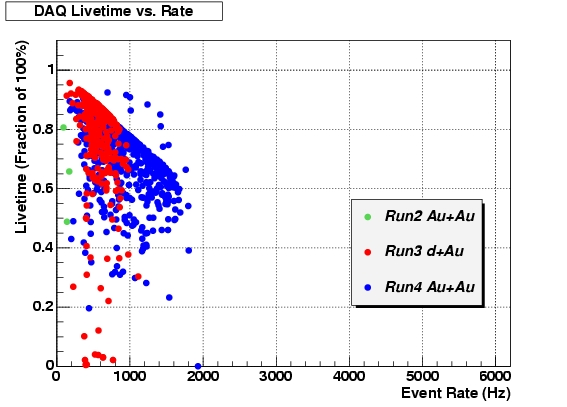 DAQ Livetime vs. Rate
Livetime (Fraction of 100%)
1
0.8
0.6
0.4
0.2
0
0 1000 2000 3000 4000 5000 6000
Event Rate (Hz)
Run2 Au+Au
Run3 d+Au
Run4 Au+Au